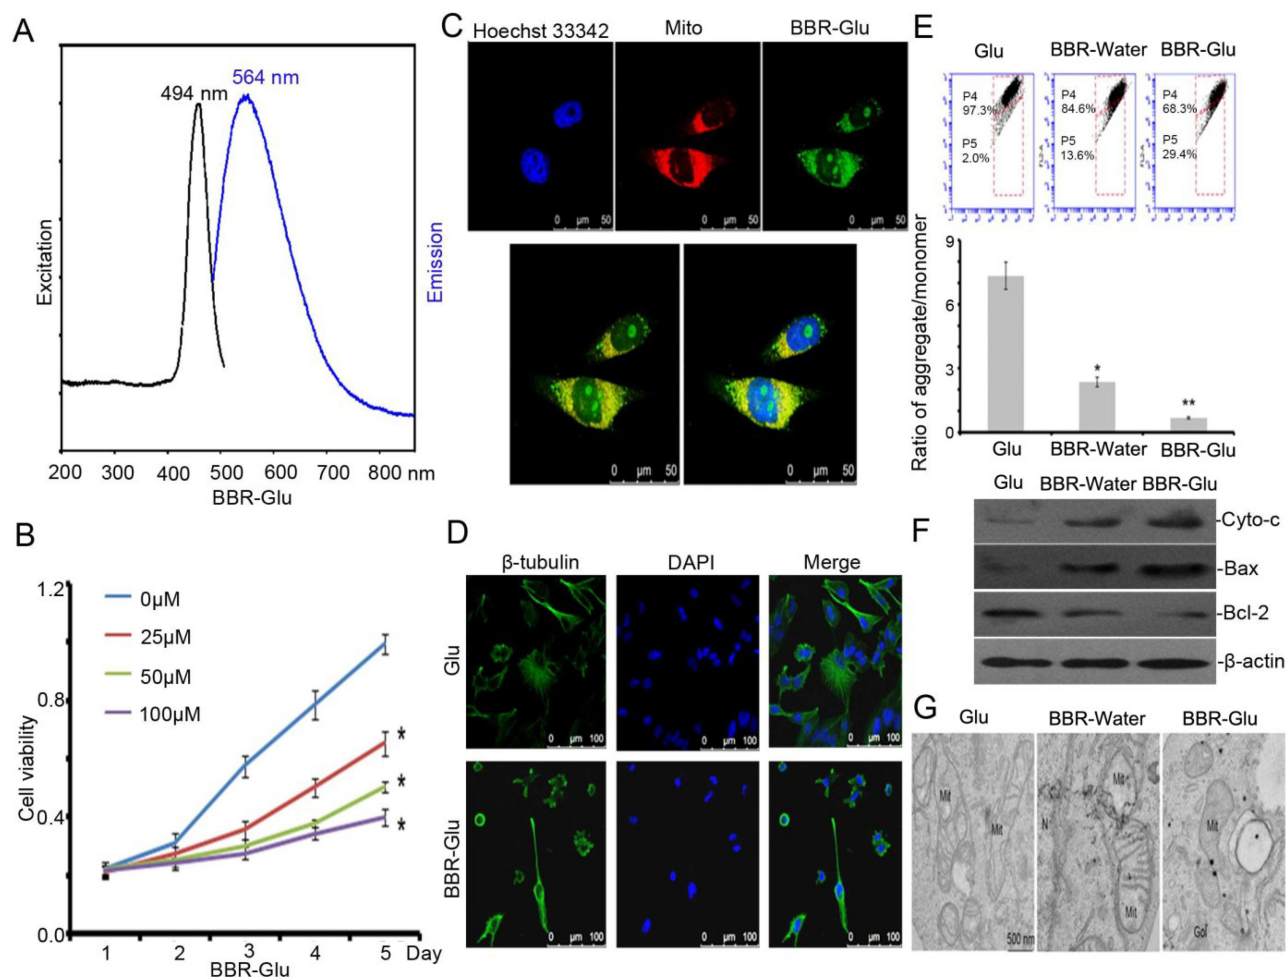 A
494 nm
564 nm
Excitation
Emission
200 300 400 500 600 700 800 nm
BBR-Glu
B
1.2
0.8
0.4
0.0
Cell viability
0μM
25μM
50μM
100μM
*
*
*
1 2 3 4 5 Day
BBR-Glu
C
Hoechst 33342 Mito BBR-Glu
0 μm 50
0 μm 50
0 μm 50
0 μm 50
0 μm 50
D
β-tubulin DAPI Merge
Glu
0 μm 100
0 μm 100
0 μm 100
BBR-Glu
0 μm 100
0 μm 100
0 μm 100
E
Glu BBR-Water BBR-Glu
P4
97.3%
P5
2.0%
P4
84.6%
P5
13.6%
P4
68.3%
P5
29.4%
Ratio of aggregate/monomer
9
6
3
0
*
**
Glu BBR-Water BBR-Glu
F
Glu BBR-Water BBR-Glu
-Cyto-c
-Bax
-Bcl-2
-β-actin
G
Glu BBR-Water BBR-Glu
Mit
Mit
500 nm
Mit
N
Mit
Mit
Gol